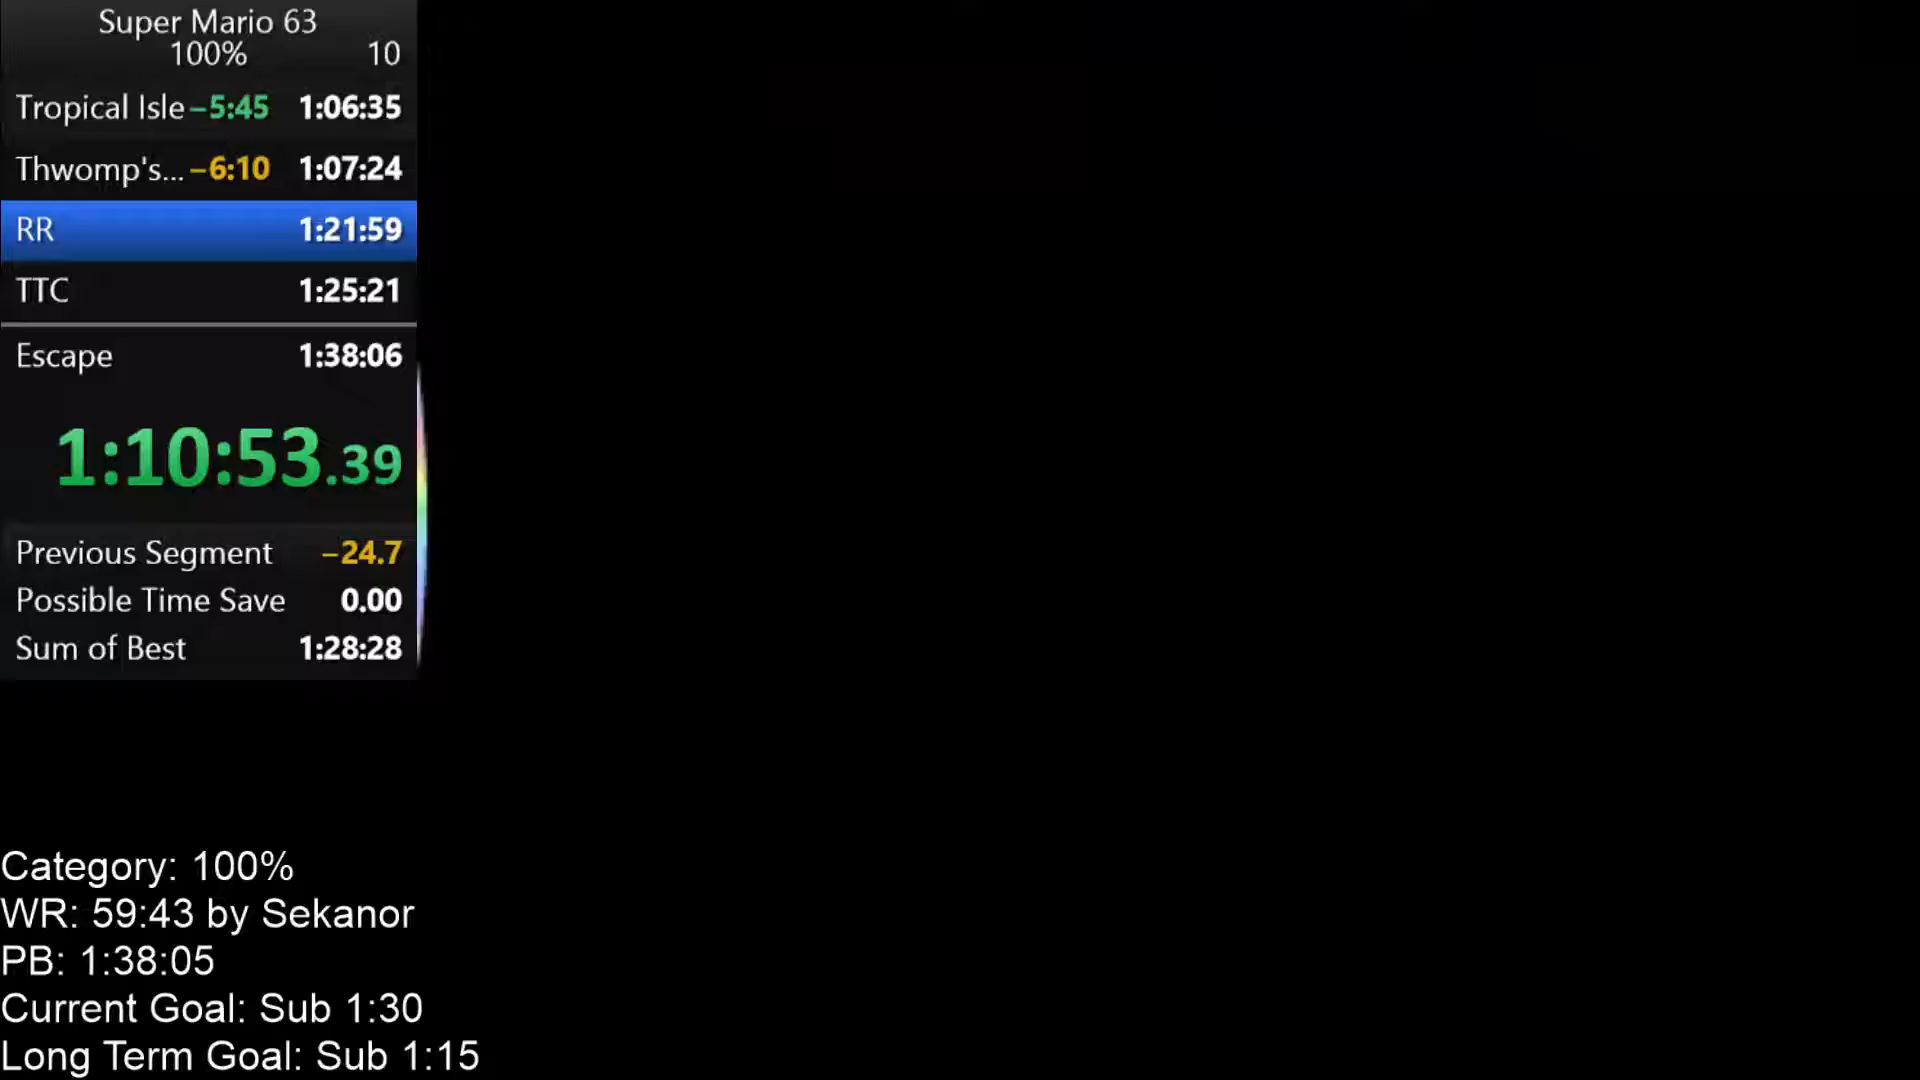 Super Mario 63
100% 10
Tropical Isle –5:45 1:06:35
Thwomp's... –6:10 1:07:24
RR 1:21:59
TTC 1:25:21
Escape 1:38:06
1:10:53.39
Previous Segment –24.7
Possible Time Save 0.00
Sum of Best 1:28:28
Category: 100%
WR: 59:43 by Sekanor
PB: 1:38:05
Current Goal: Sub 1:30
Long Term Goal: Sub 1:15